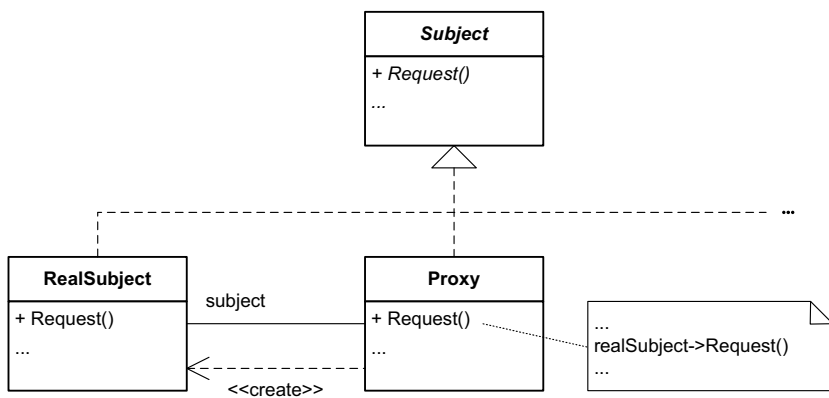 Subject
+ Request()
...
...
RealSubject
+ Request()
...
subject
<<create>>
Proxy
+ Request()
...
...
realSubject->Request()
...